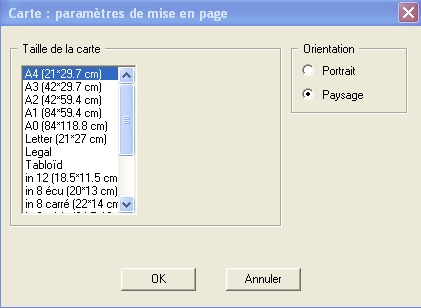 Carte : paramètres de mise en page
Taille de la carte
A4 (21*29.7 cm)
A3 (42*29.7 cm)
A2 (42*59.4 cm)
A1 (84*59.4 cm)
A0 (84*118.8 cm)
Letter (21*27 cm)
Legal
Tabloïd
in 12 (18.5*11.5 cm
in 8 écu (20*13 cm)
in 8 carré (22*14 cm
Orientation
Portrait
Paysage
OK
Annuler